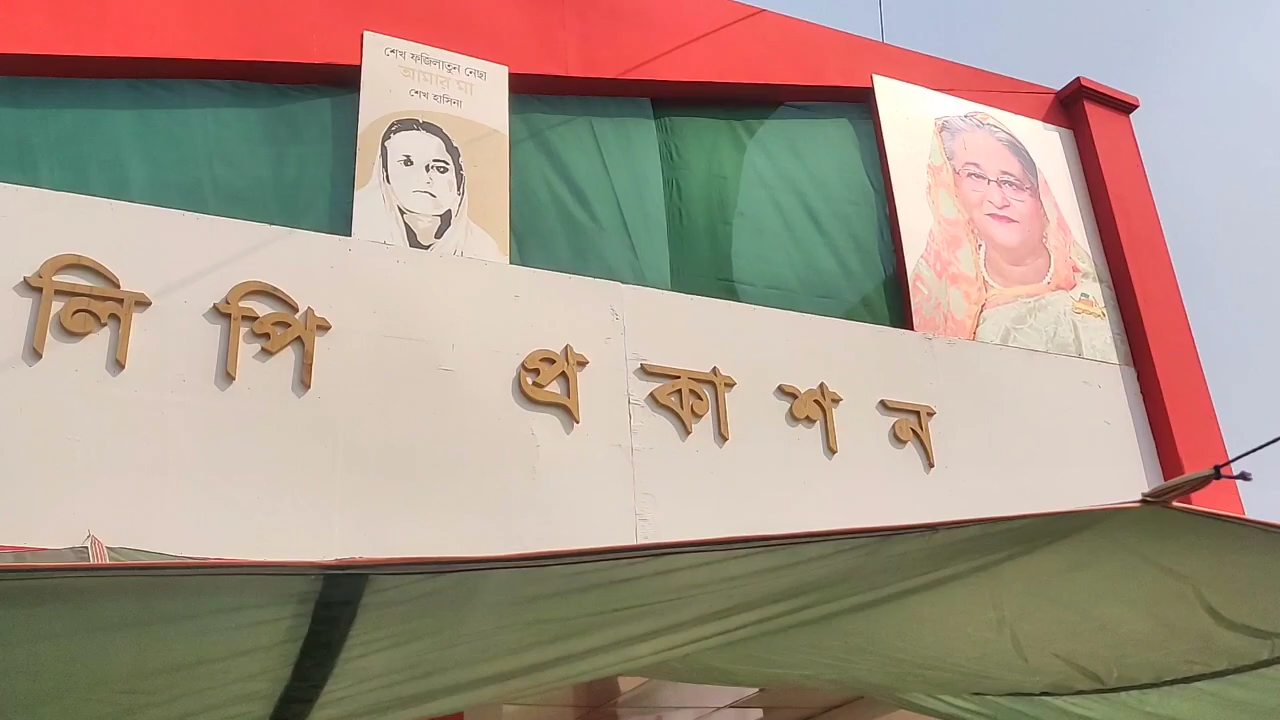 শেখ ফজিলাতুন নেছা
আমার মা
শেখ হাসিনা
লিপি প্রকাশন